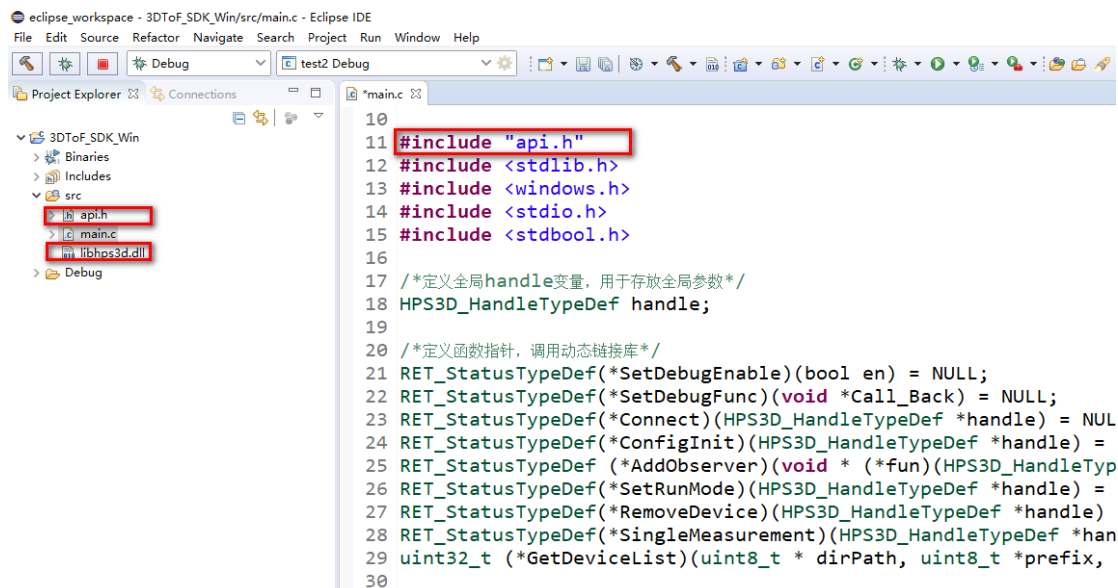 eclipse_workspace - 3DToF_SDK_Win/src/main.c - Eclipse IDE
File Edit Source Refactor Navigate Search Project Run Window Help
Debug
test2 Debug
Project Explorer
Connections
*main.c
3DToF_SDK_Win
Binaries
Includes
src
api.h
main.c
libhps3d.dll
Debug
10
11 #include "api.h"
12 #include <stdlib.h>
13 #include <windows.h>
14 #include <stdio.h>
15 #include <stdbool.h>
16
17 /*定义全局handle变量，用于存放全局参数*/
18 HPS3D_HandleTypeDef handle;
19
20 /*定义函数指针，调用动态链接库*/
21 RET_StatusTypeDef(*SetDebugEnable)(bool en) = NULL;
22 RET_StatusTypeDef(*SetDebugFunc)(void *Call_Back) = NULL;
23 RET_StatusTypeDef(*Connect)(HPS3D_HandleTypeDef *handle) = NUL
24 RET_StatusTypeDef(*ConfigInit)(HPS3D_HandleTypeDef *handle) =
25 RET_StatusTypeDef (*AddObserver)(void * (*fun)(HPS3D_HandleTyp
26 RET_StatusTypeDef(*SetRunMode)(HPS3D_HandleTypeDef *handle) =
27 RET_StatusTypeDef(*RemoveDevice)(HPS3D_HandleTypeDef *handle)
28 RET_StatusTypeDef(*SingleMeasurement)(HPS3D_HandleTypeDef *han
29 uint32_t (*GetDeviceList)(uint8_t * dirPath, uint8_t *prefix,
30